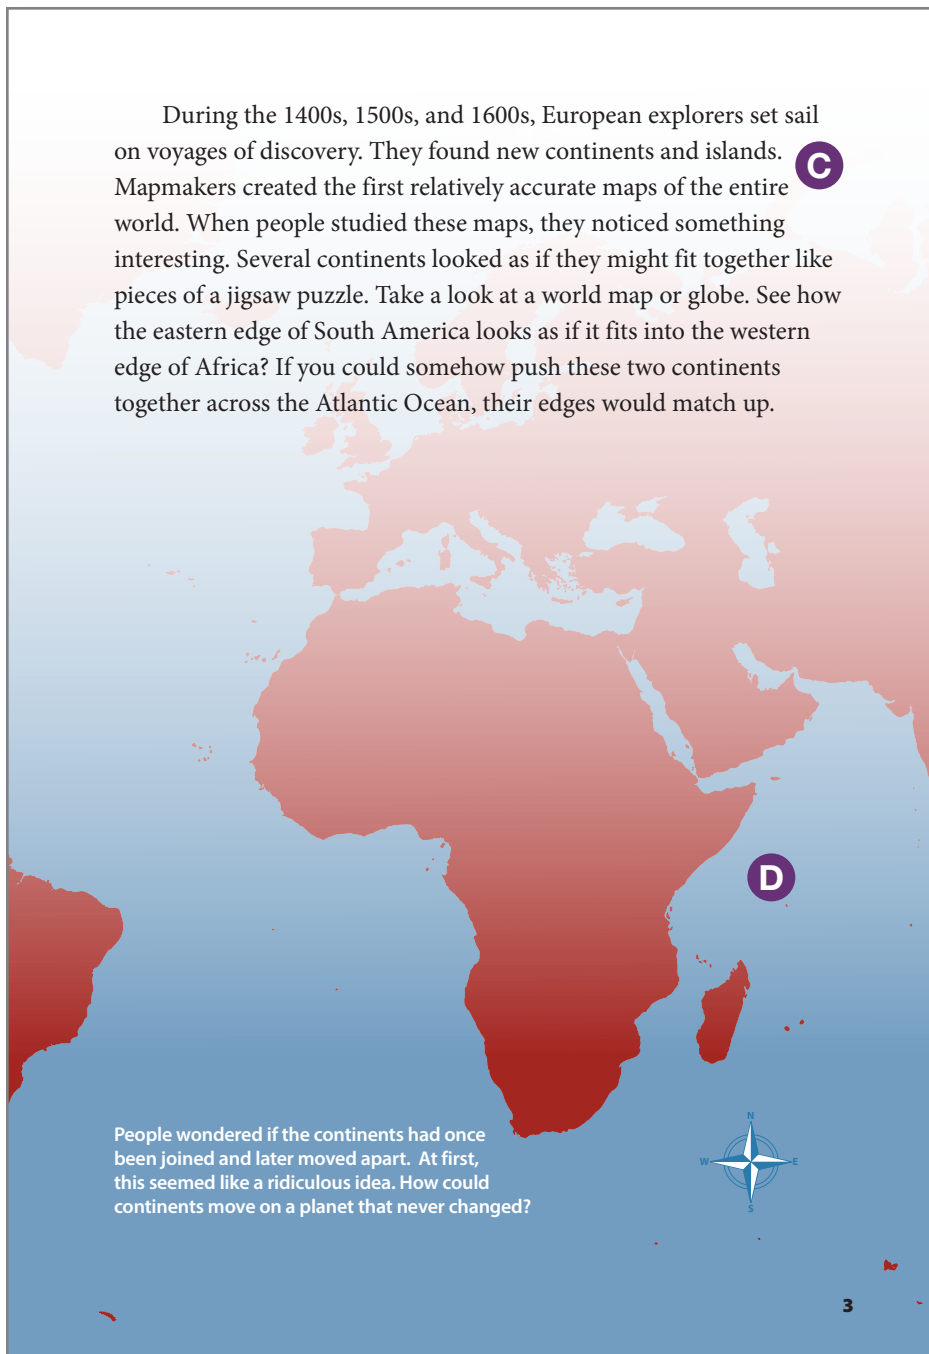 During the 1400s, 1500s, and 1600s, European explorers set sail
on voyages of discovery. They found new continents and islands.
C
Mapmakers created the first relatively accurate maps of the entire
world. When people studied these maps, they noticed something
interesting. Several continents looked as if they might fit together like
pieces of a jigsaw puzzle. Take a look at a world map or globe. See how
the eastern edge of South America looks as if it fits into the western
edge of Africa? If you could somehow push these two continents
together across the Atlantic Ocean, their edges would match up.
D
People wondered if the continents had once
been joined and later moved apart.  At first,
this seemed like a ridiculous idea. How could
continents move on a planet that never changed?
N
W
E
S
3